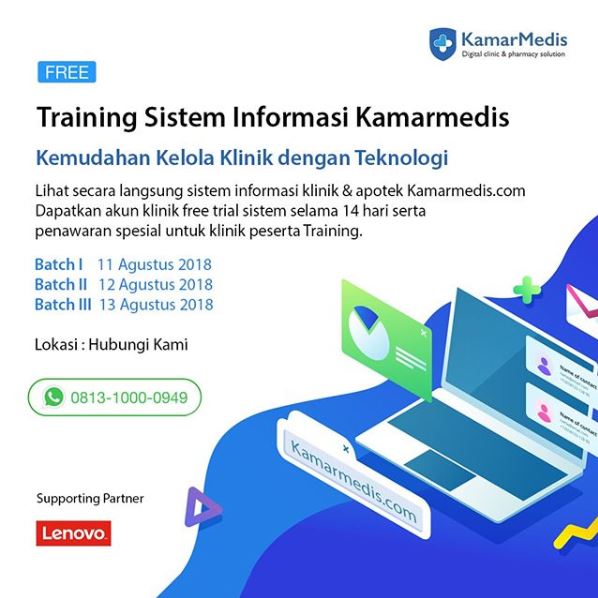 KamarMedis
Digital clinic & pharmacy solution
FREE
Training Sistem Informasi Kamarmedis
Kemudahan Kelola Klinik dengan Teknologi
Lihat secara langsung sistem informasi klinik & apotek Kamarmedis.com
Dapatkan akun klinik free trial sistem selama 14 hari serta
penawaran spesial untuk klinik peserta Training.
Batch I 11 Agustus 2018
Batch II 12 Agustus 2018
Batch III 13 Agustus 2018
Lokasi : Hubungi Kami
0813-1000-0949
Name of contact
Name of contact
Kamarmedis.com
Supporting Partner
Lenovo